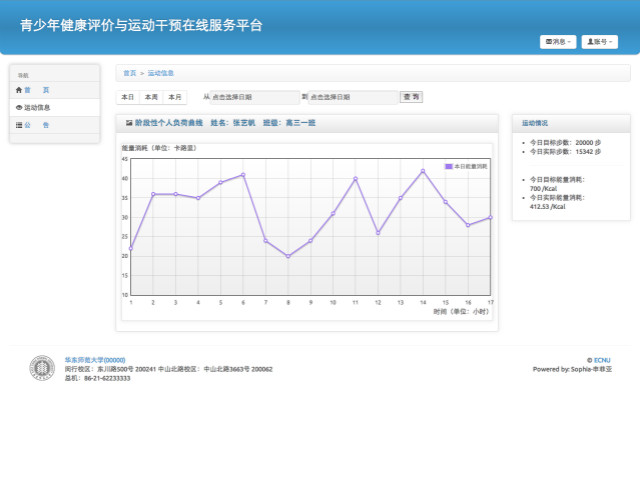 青少年健康评价与运动干预在线服务平台
消息
账号
导航
首 页
运动信息
公 告
首页 > 运动信息
本日 本周 本月 从 点击选择日期 到 点击选择日期 查 询
阶段性个人负荷曲线 姓名：张艺帆 班级：高三一班
能量消耗（单位：卡路里）
本日能量消耗
45
40
35
30
25
20
15
10
1 2 3 4 5 6 7 8 9 10 11 12 13 14 15 16 17
时间（单位：小时）
运动情况
今日目标步数：20000 步
今日实际步数：15342 步
今日目标能量消耗：
700 /Kcal
今日实际能量消耗：
412.53 /Kcal
华东师范大学(00000)
闵行校区：东川路500号 200241 中山北路校区：中山北路3663号 200062
总机：86-21-62233333
© ECNU
Powered by: Sophia-李菲亚